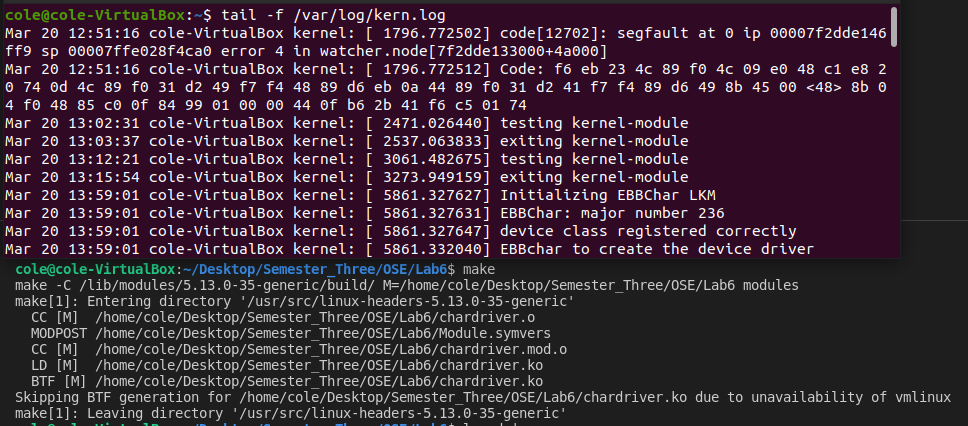 cole@cole-VirtualBox:~$ tail -f /var/log/kern.log
Mar 20 12:51:16 cole-VirtualBox kernel: [ 1796.772502] code[12702]: segfault at 0 ip 00007f2dde146
ff9 sp 00007ffe028f4ca0 error 4 in watcher.node[7f2dde133000+4a000]
Mar 20 12:51:16 cole-VirtualBox kernel: [ 1796.772512] Code: f6 eb 23 4c 89 f0 4c 09 e0 48 c1 e8 2
0 74 0d 4c 89 f0 31 d2 49 f7 f4 48 89 d6 eb 0a 44 89 f0 31 d2 41 f7 f4 89 d6 49 8b 45 00 <48> 8b 0
4 f0 48 85 c0 0f 84 99 01 00 00 44 0f b6 2b 41 f6 c5 01 74
Mar 20 13:02:31 cole-VirtualBox kernel: [ 2471.026440] testing kernel-module
Mar 20 13:03:37 cole-VirtualBox kernel: [ 2537.063833] exiting kernel-module
Mar 20 13:12:21 cole-VirtualBox kernel: [ 3061.482675] testing kernel-module
Mar 20 13:15:54 cole-VirtualBox kernel: [ 3273.949159] exiting kernel-module
Mar 20 13:59:01 cole-VirtualBox kernel: [ 5861.327627] Initializing EBBChar LKM
Mar 20 13:59:01 cole-VirtualBox kernel: [ 5861.327631] EBBChar: major number 236
Mar 20 13:59:01 cole-VirtualBox kernel: [ 5861.327647] device class registered correctly
Mar 20 13:59:01 cole-VirtualBox kernel: [ 5861.332040] EBBchar to create the device driver
cole@cole-VirtualBox:~/Desktop/Semester_Three/OSE/Lab6$ make
make -C /lib/modules/5.13.0-35-generic/build/ M=/home/cole/Desktop/Semester_Three/OSE/Lab6 modules
make[1]: Entering directory '/usr/src/linux-headers-5.13.0-35-generic'
CC [M]  /home/cole/Desktop/Semester_Three/OSE/Lab6/chardriver.o
MODPOST /home/cole/Desktop/Semester_Three/OSE/Lab6/Module.symvers
CC [M]  /home/cole/Desktop/Semester_Three/OSE/Lab6/chardriver.mod.o
LD [M]  /home/cole/Desktop/Semester_Three/OSE/Lab6/chardriver.ko
BTF [M] /home/cole/Desktop/Semester_Three/OSE/Lab6/chardriver.ko
Skipping BTF generation for /home/cole/Desktop/Semester_Three/OSE/Lab6/chardriver.ko due to unavailability of vmlinux
make[1]: Leaving directory '/usr/src/linux-headers-5.13.0-35-generic'